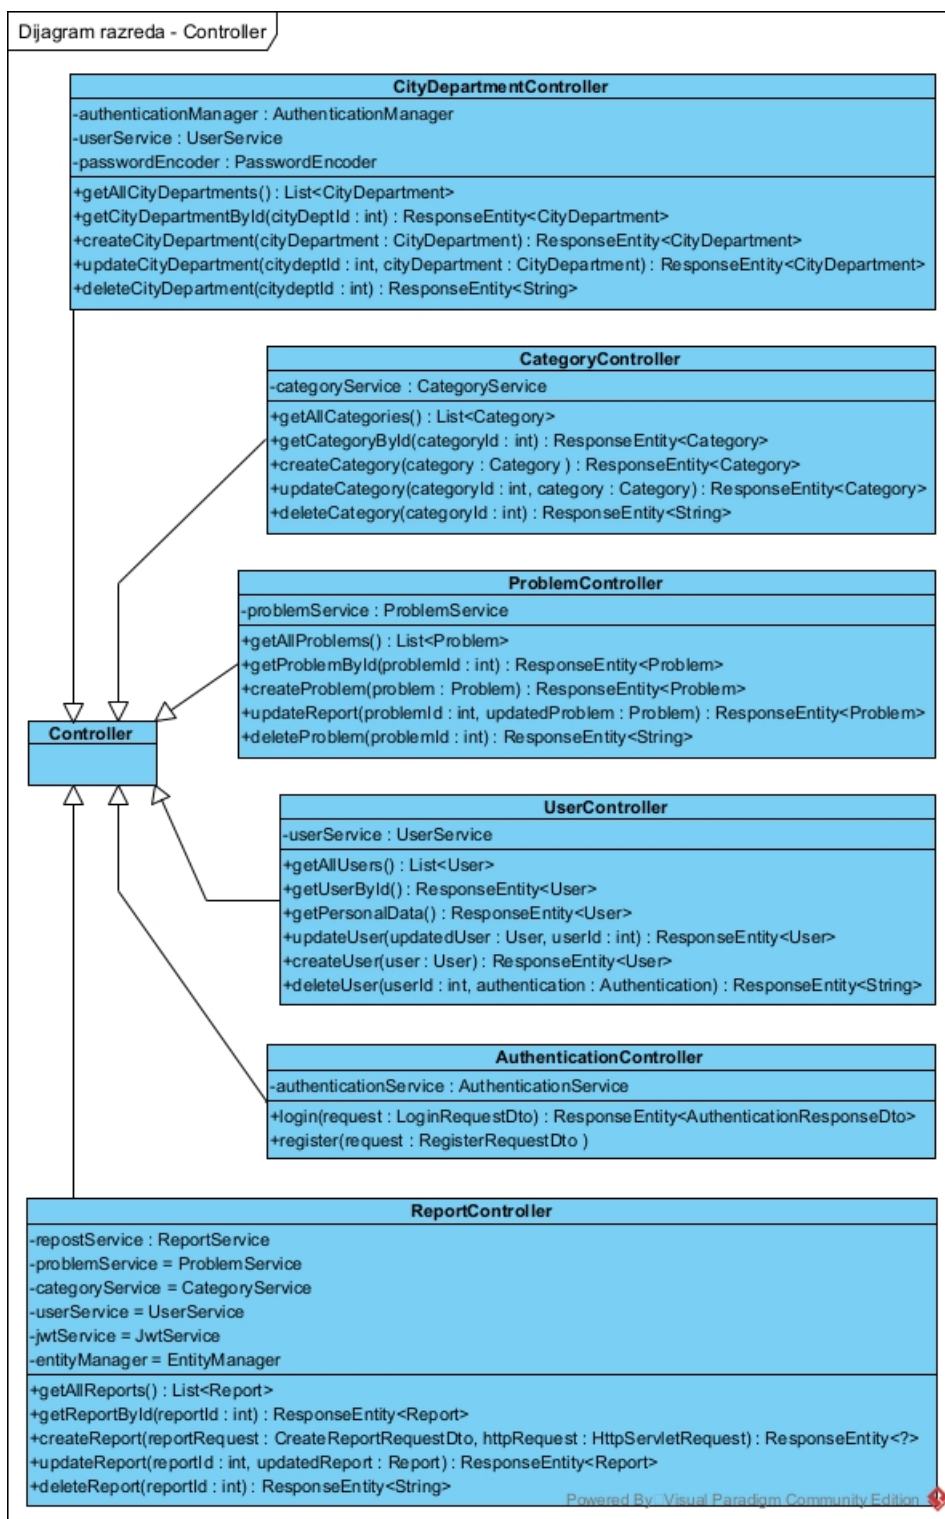 Dijagram razreda - Controller
CityDepartmentController
-authenticationManager : AuthenticationManager
-userService : UserService
-passwordEncoder : PasswordEncoder
+getAllCityDepartments() : List<CityDepartment>
+getCityDepartmentById(cityDeptId : int) : ResponseEntity<CityDepartment>
+createCityDepartment(cityDepartment : CityDepartment) : ResponseEntity<CityDepartment>
+updateCityDepartment(citydeptId : int, cityDepartment : CityDepartment) : ResponseEntity<CityDepartment>
+deleteCityDepartment(citydeptId : int) : ResponseEntity<String>
CategoryController
-categoryService : CategoryService
+getAllCategories() : List<Category>
+getCategoryById(categoryId : int) : ResponseEntity<Category>
+createCategory(category : Category ) : ResponseEntity<Category>
+updateCategory(categoryId : int, category : Category) : ResponseEntity<Category>
+deleteCategory(categoryId : int) : ResponseEntity<String>
ProblemController
-problemService : ProblemService
+getAllProblems() : List<Problem>
+getProblemById(problemId : int) : ResponseEntity<Problem>
+createProblem(problem : Problem) : ResponseEntity<Problem>
+updateReport(problemId : int, updatedProblem : Problem) : ResponseEntity<Problem>
+deleteProblem(problemId : int) : ResponseEntity<String>
Controller
UserController
-userService : UserService
+getAllUsers() : List<User>
+getUserById() : ResponseEntity<User>
+getPersonalData() : ResponseEntity<User>
+updateUser(updatedUser : User, userId : int) : ResponseEntity<User>
+createUser(user : User) : ResponseEntity<User>
+deleteUser(userId : int, authentication : Authentication) : ResponseEntity<String>
AuthenticationController
-authenticationService : AuthenticationService
+login(request : LoginRequestDto) : ResponseEntity<AuthenticationResponseDto>
+register(request : RegisterRequestDto )
ReportController
-repostService : ReportService
-problemService = ProblemService
-categoryService = CategoryService
-userService = UserService
-jwtService = JwtService
-entityManager = EntityManager
+getAllReports() : List<Report>
+getReportById(reportId : int) : ResponseEntity<Report>
+createReport(reportRequest : CreateReportRequestDto, httpRequest : HttpServletRequest) : ResponseEntity<?>
+updateReport(reportId : int, updatedReport : Report) : ResponseEntity<Report>
+deleteReport(reportId : int) : ResponseEntity<String>
Powered By Visual Paradigm Community Edition